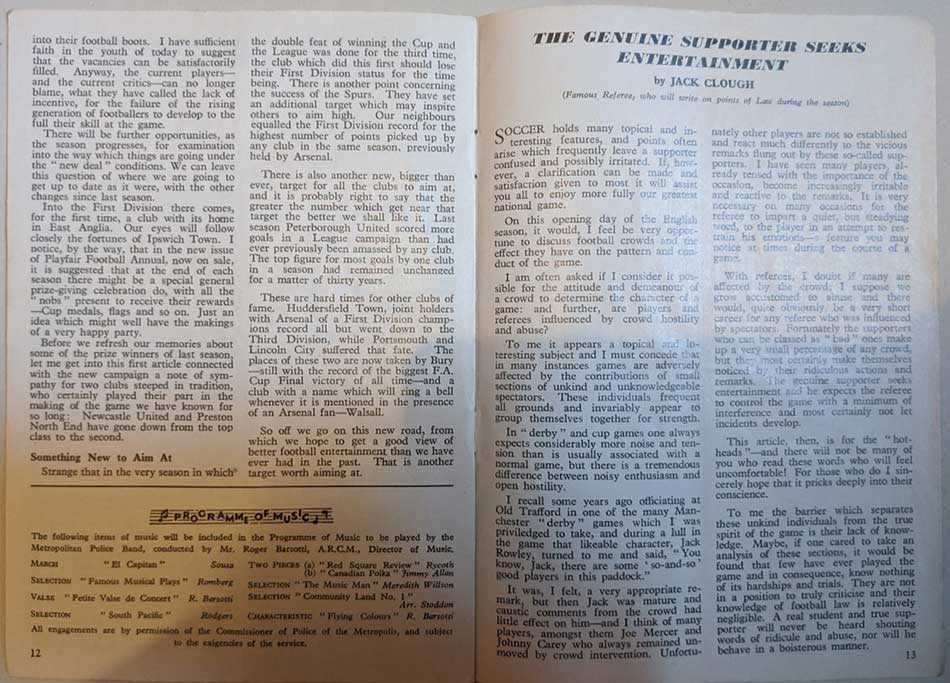 into their football boots. I have sufficient
faith in the youth of today to suggest
that the vacancies can be satisfactorily
filled. Anyway, the current players—
and the current critics—can no longer
blame, what they have called the lack of
incentive, for the failure of the rising
generation of footballers to develop to the
full their skill at the game.
There will be further opportunities, as
the season progresses, for examination
into the way which things are going under
the "new deal" conditions. We can leave
this question of where we are going to
get up to date as it were, with the other
changes since last season.
Into the First Division there comes,
for the first time, a club with its home
in East Anglia. Our eyes will follow
closely the fortunes of Ipswich Town. I
notice, by the way, that in the new issue
of Playfair Football Annual, now on sale,
it is suggested that at the end of each
season there might be a special general
prize-giving celebration do, with all the
"nobs" present to receive their rewards
—Cup medals, flags and so on. Just an
idea which might well have the makings
of a very happy party.
Before we refresh our memories about
some of the prize winners of last season,
let me get into this first article connected
with the new campaign a note of sym-
pathy for two clubs steeped in tradition,
who certainly played their part in the
making of the game we have known for
so long: Newcastle United and Preston
North End have gone down from the top
class to the second.
Something New to Aim At
Strange that in the very season in which
the double feat of winning the Cup and
the League was done for the third time,
the club which did this first should lose
their First Division status for the time
being. There is another point concerning
the success of the Spurs. They have set
an additional target which may inspire
others to aim high. Our neighbours
equalled the First Division record for the
highest number of points picked up by
any club in the same season, previously
held by Arsenal.
There is also another new, bigger than
ever, target for all the clubs to aim at,
and it is probably right to say that the
greater the number which get near that
target the better we shall like it. Last
season Peterborough United scored more
goals in a League campaign than had
ever previously been amassed by any club.
The top figure for most goals by one club
in a season had remained unchanged
for a matter of thirty years.
These are hard times for other clubs of
fame. Huddersfield Town, joint holders
with Arsenal of a First Division champ-
ions record all but went down to the
Third Division, while Portsmouth and
Lincoln City suffered that fate. The
places of these two are now taken by Bury
—still with the record of the biggest F.A.
Cup Final victory of all time—and a
club with a name which will ring a bell
whenever it is mentioned in the presence
of an Arsenal fan—Walsall.
So off we go on this new road, from
which we hope to get a good view of
better football entertainment than we have
ever had in the past. That is another
target worth aiming at.
PROGRAMME OF MUSIC
The following items of music will be included in the Programme of Music to be played by the
Metropolitan Police Band, conducted by Mr. Roger Barsotti, A.R.C.M., Director of Music.
MARCH "El Capitan" Sousa
SELECTION "Famous Musical Plays" Romberg
VALSE "Petite Valse de Concert" R. Barsotti
SELECTION "South Pacific" Rodgers
TWO PIECES (a) "Red Square Review" Rycoth
(b) "Canadian Polka" Jimmy Allan
SELECTION "The Music Man" Meredith Willson
SELECTION "Community Land No. 1"
Arr. Stoddon
CHARACTERISTIC "Flying Colours" R. Barsotti
All engagements are by permission of the Commissioner of Police of the Metropolis, and subject
to the exigencies of the service.
12
THE GENUINE SUPPORTER SEEKS
ENTERTAINMENT
by JACK CLOUGH
(Famous Referee, who will write on points of Law during the season)
SOCCER holds many topical and in-
teresting features, and points often
arise which frequently leave a supporter
confused and possibly irritated. If, how-
ever, a clarification can be made and
satisfaction given to most it will assist
you all to enjoy more fully our greatest
national game.
On this opening day of the English
season, it would, I feel be very oppor-
tune to discuss football crowds and the
effect they have on the pattern and con-
duct of the game.
I am often asked if I consider it pos-
sible for the attitude and demeanour of
a crowd to determine the character of a
game: and further, are players and
referees influenced by crowd hostility
and abuse?
To me it appears a topical and in-
teresting subject and I must concede that
in many instances games are adversely
affected by the contributions of small
sections of unkind and unknowledgeable
spectators. These individuals frequent
all grounds and invariably appear to
group themselves together for strength.
In "derby" and cup games one always
expects considerably more noise and ten-
sion than is usually associated with a
normal game, but there is a tremendous
difference between noisy enthusiasm and
open hostility.
I recall some years ago officiating at
Old Trafford in one of the many Man-
chester "derby" games which I was
priviledged to take, and during a lull in
the game that likeable character, Jack
Rowley, turned to me and said, "You
know, Jack, there are some 'so-and-so'
good players in this paddock."
It was, I felt, a very appropriate re-
mark, but then Jack was mature and
caustic comments from the crowd had
little effect on him—and I think of many
players, amongst them Joe Mercer and
Johnny Carey who always remained un-
moved by crowd intervention. Unfortu-
nately other players are not so established
and react much differently to the vicious
remarks flung out by these so-called sup-
porters. I have seen many players, al-
ready tensed with the importance of the
occasion, become increasingly irritable
and reactive to the remarks. It is very
necessary on many occasions for the
referee to impart a quiet, but steadying
word, to the player in an attempt to res-
train his emotions—a feature you may
notice at times during the course of a
game.
With referees, I doubt if many are
affected by the crowd; I suppose we
grow accustomed to abuse and there
would, quite obviously, be a very short
career for any referee who was influenced
by spectators. Fortunately the supporters
who can be classed as "bad" ones make
up a very small percentage of any crowd,
but they most certainly make themselves
noticed by their ridiculous actions and
remarks. The genuine supporter seeks
entertainment and he expects the referee
to control the game with a minimum of
interference and most certainly not let
incidents develop.
This article, then, is for the "hot-
heads"—and there will not be many of
you who read these words who will feel
uncomfortable! For those who do I sin-
cerely hope that it pricks deeply into their
conscience.
To me the barrier which separates
these unkind individuals from the true
spirit of the game is their lack of know-
ledge. Maybe, if one cared to take an
analysis of these sections, it would be
found that few have ever played the
game and in consequence, know nothing
of its hardships and trials. They are not
in a position to truly criticise and their
knowledge of football law is relatively
negligible. A real student and true sup-
porter will never be heard shouting
words of ridicule and abuse, nor will he
behave in a boisterous manner.
13